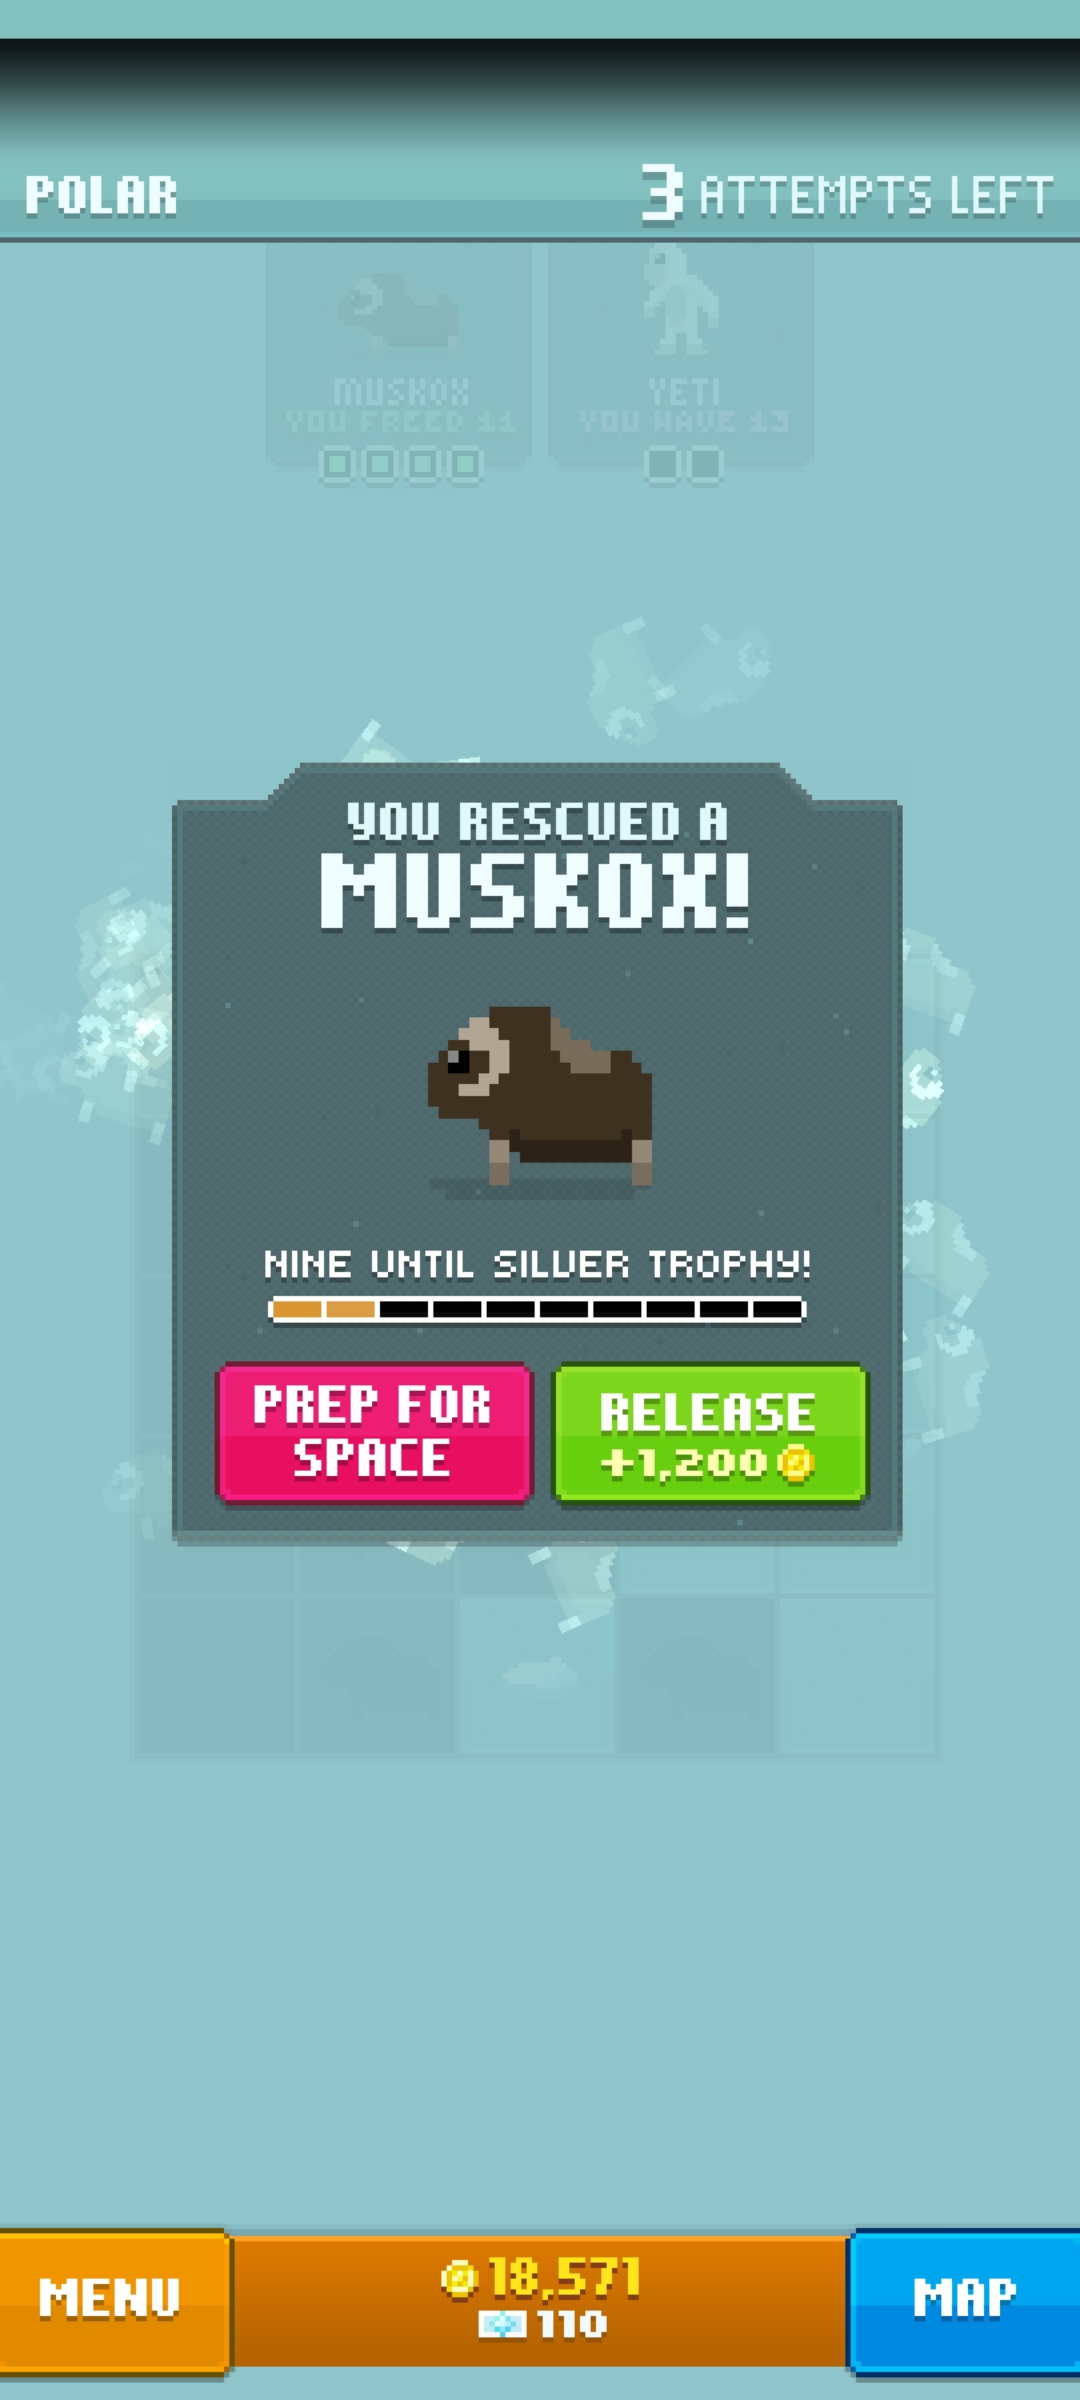 POLAR
3 ATTEMPTS LEFT
MUSKOX
YOU FREED 11
YETI
YOU HAVE 13
YOU RESCUED A
MUSKOX!
NINE UNTIL SILVER TROPHY!
PREP FOR
SPACE
RELEASE
+1,200
18,571
110
MENU
MAP